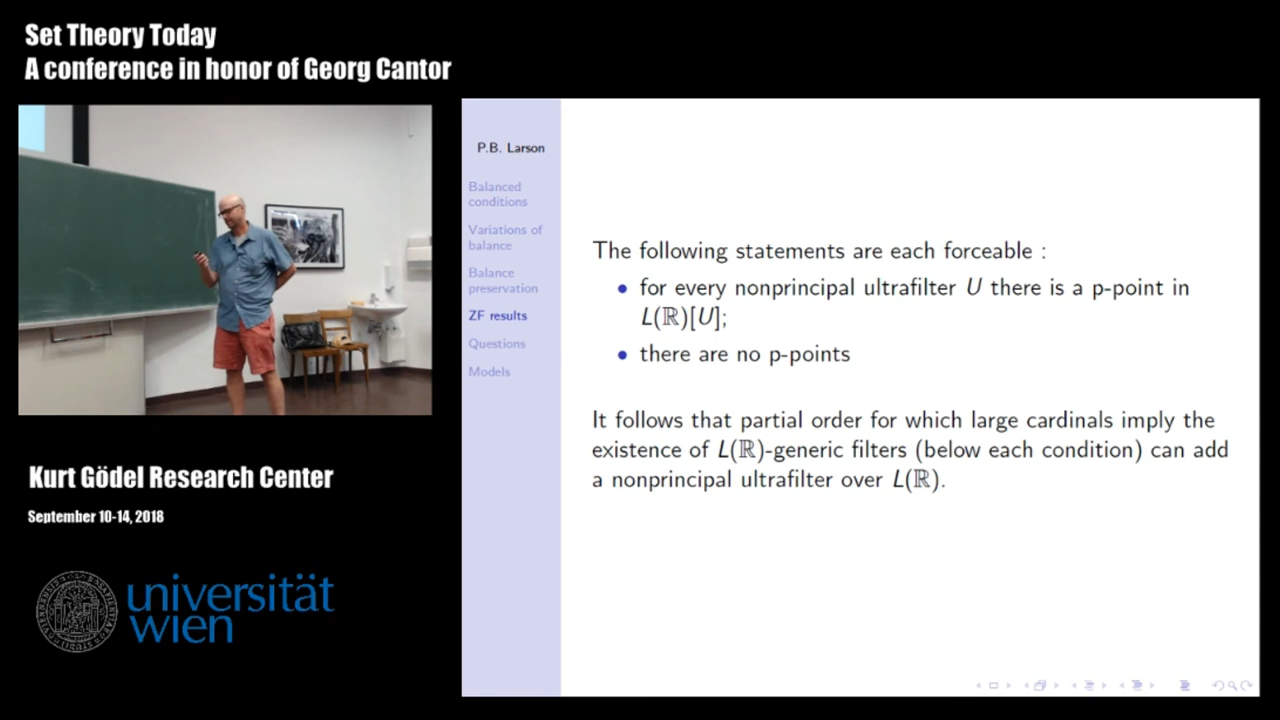 Set Theory Today
A conference in honor of Georg Cantor
P.B. Larson
Balanced
conditions
Variations of
balance
Balance
preservation
ZF results
Questions
Models
The following statements are each forceable :
• for every nonprincipal ultrafilter U there is a p-point in
L(ℝ)[U];
• there are no p-points
It follows that partial order for which large cardinals imply the
existence of L(ℝ)-generic filters (below each condition) can add
a nonprincipal ultrafilter over L(ℝ).
Kurt Gödel Research Center
September 10-14, 2018
universität
wien